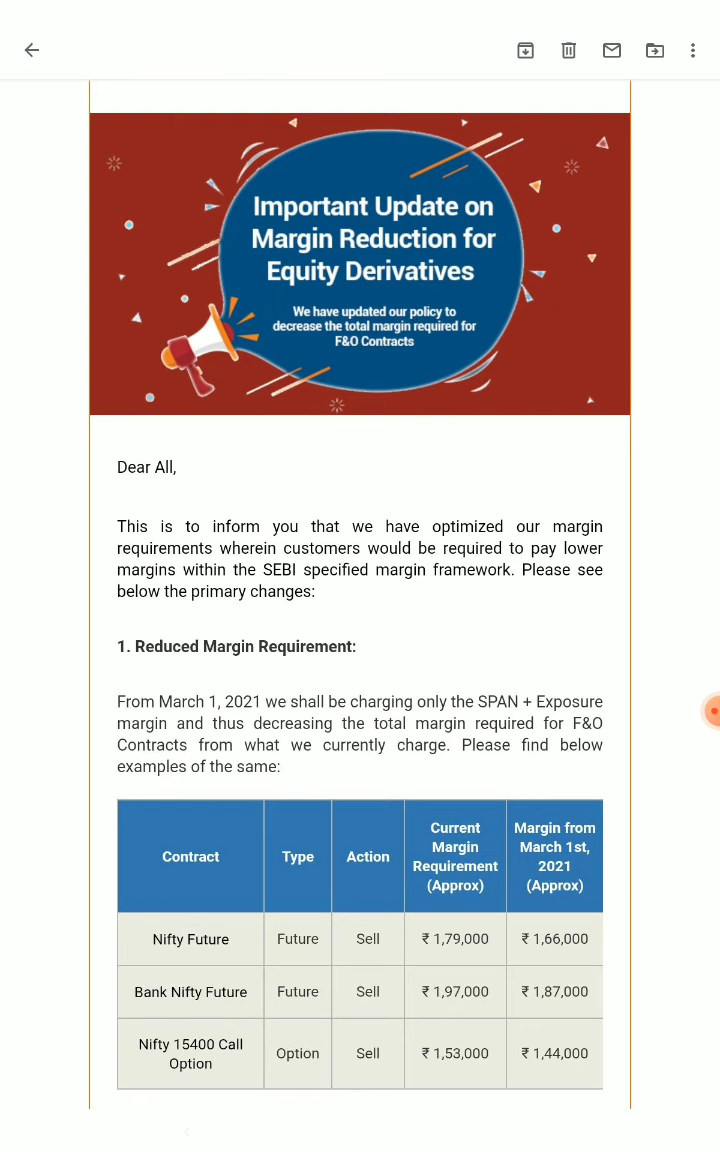 Important Update on
Margin Reduction for
Equity Derivatives
We have updated our policy to
decrease the total margin required for
F&O Contracts
Dear All,
This is to inform you that we have optimized our margin
requirements wherein customers would be required to pay lower
margins within the SEBI specified margin framework. Please see
below the primary changes:
1. Reduced Margin Requirement:
From March 1, 2021 we shall be charging only the SPAN + Exposure
margin and thus decreasing the total margin required for F&O
Contracts from what we currently charge. Please find below
examples of the same:
Contract Type Action Current Margin Requirement (Approx) Margin from March 1st, 2021 (Approx)
Nifty Future Future Sell ₹ 1,79,000 ₹ 1,66,000
Bank Nifty Future Future Sell ₹ 1,97,000 ₹ 1,87,000
Nifty 15400 Call Option Option Sell ₹ 1,53,000 ₹ 1,44,000